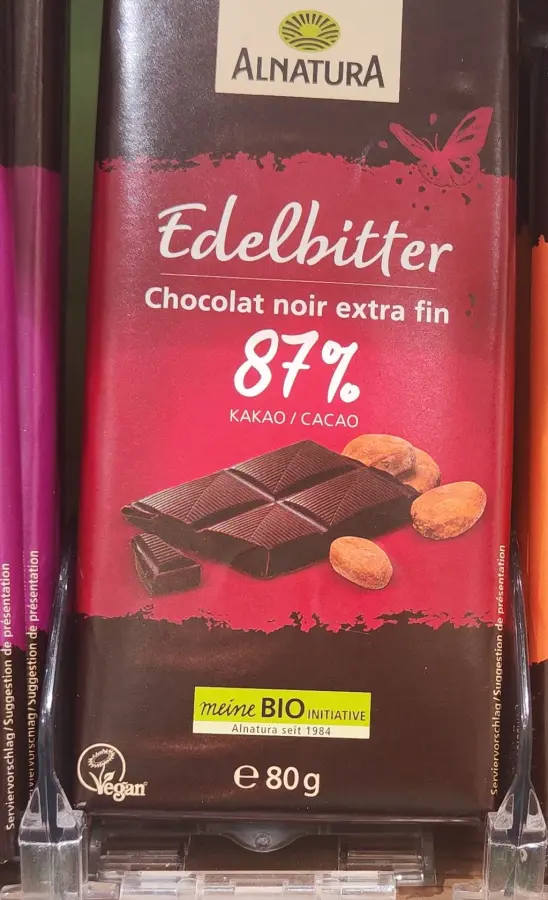 ALNATURA
Edelbitter
Chocolat noir extra fin
87%
KAKAO / CACAO
meine BIO INITIATIVE
Alnatura seit 1984
Vegan
e 80 g
Serviervorschlag / Suggestion de présentation
Serviervorschlag / Suggestion de présentation
Serviervorschlag / Suggestion de présentation